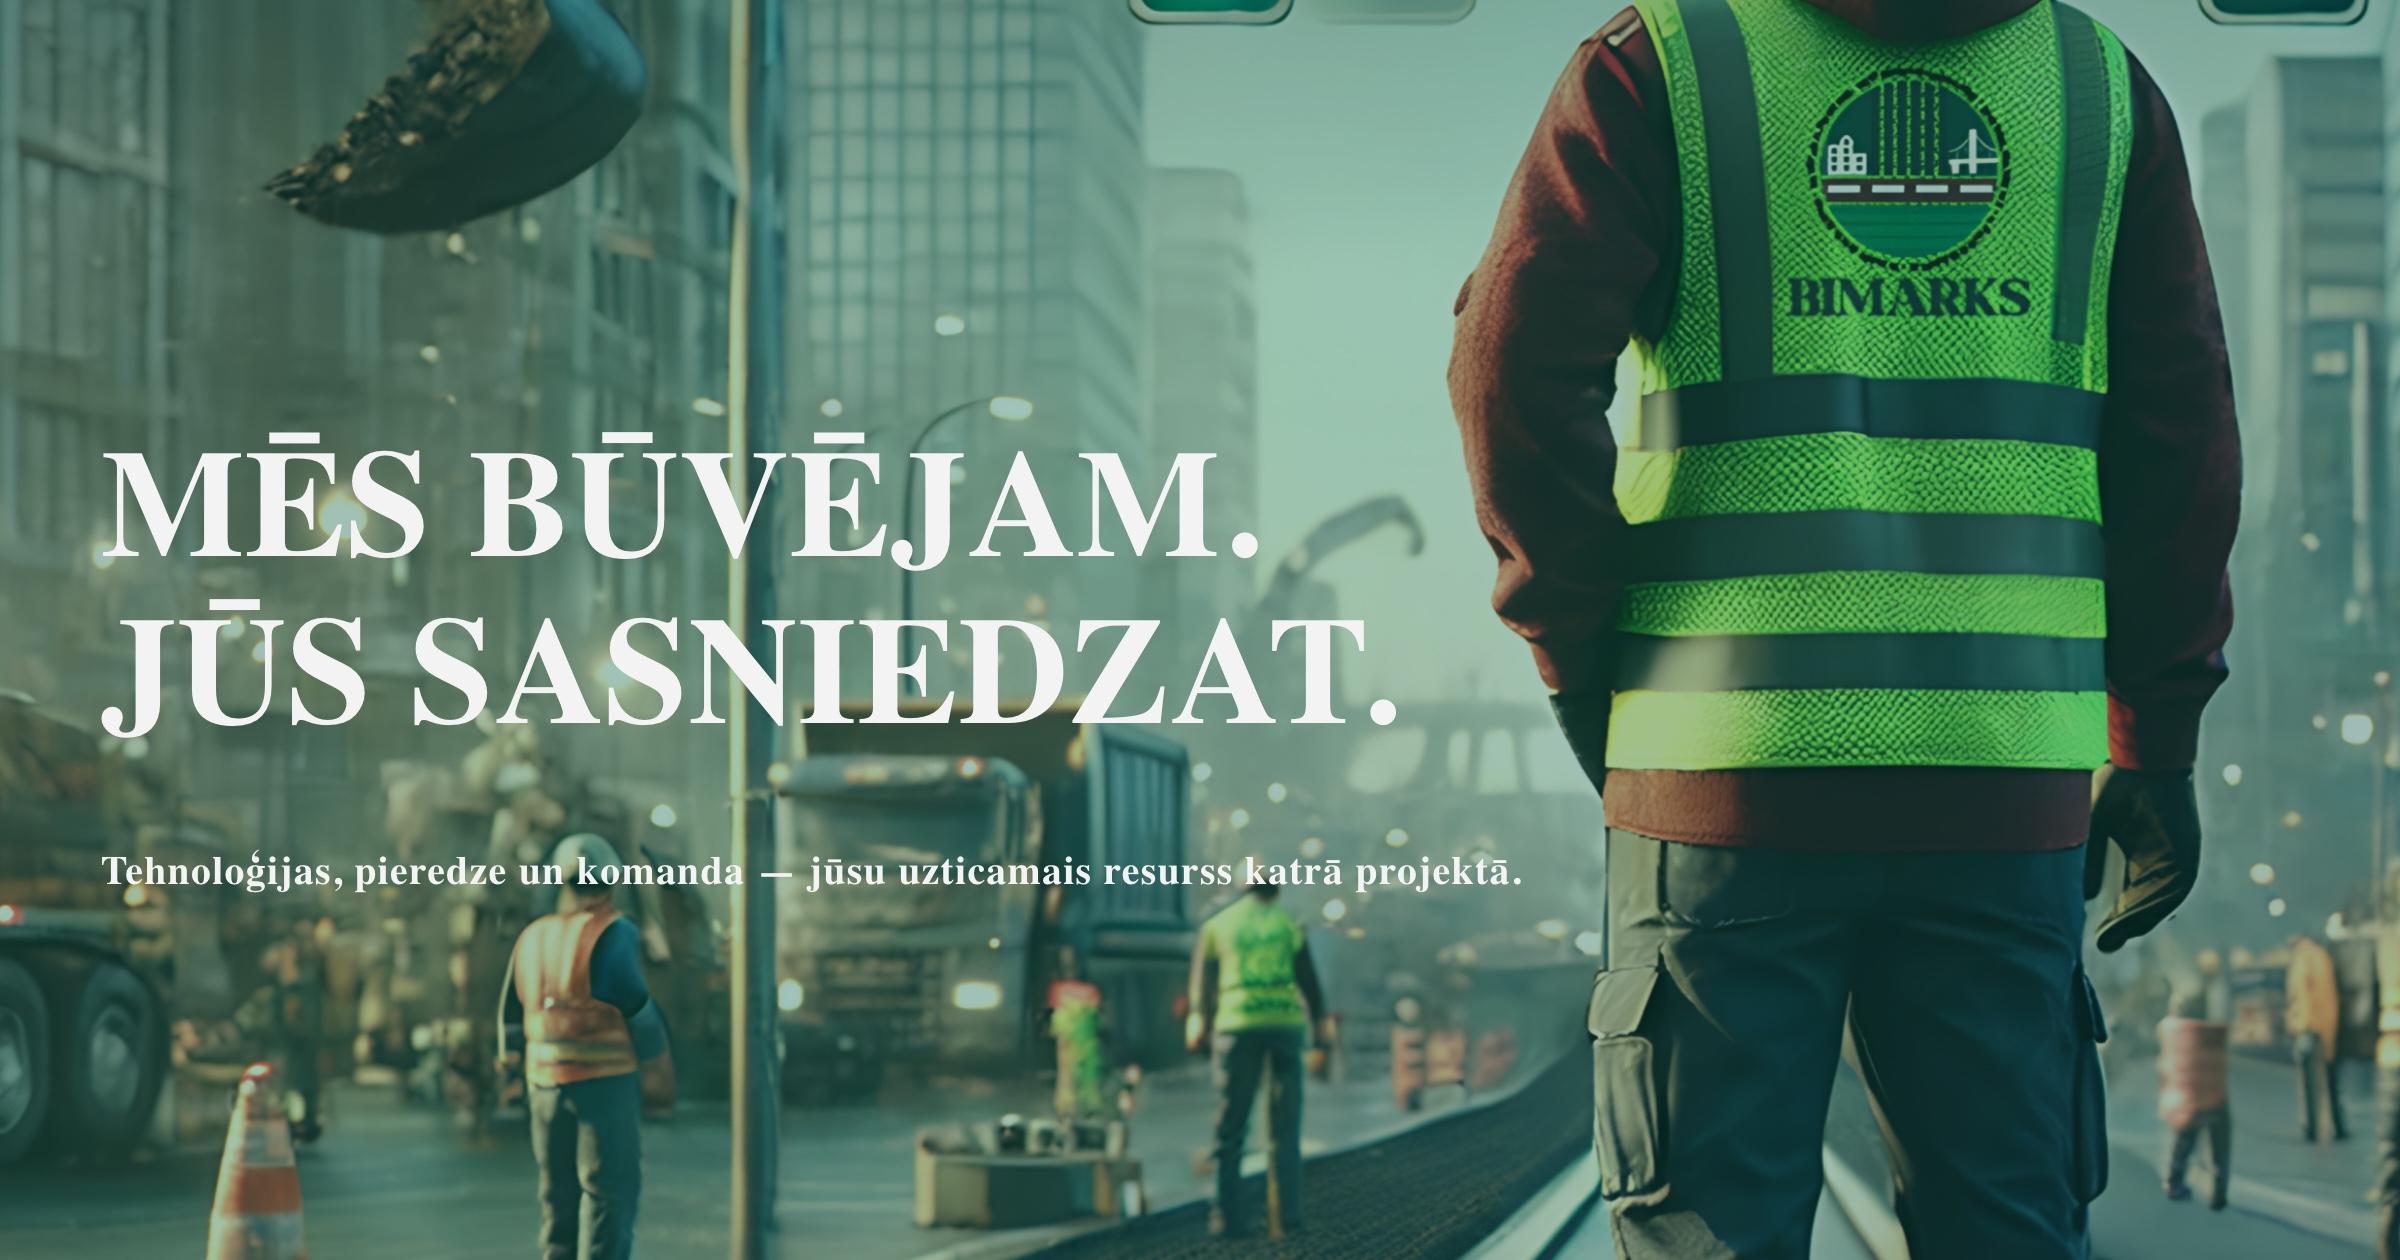 BIMARKS
MĒS BŪVĒJAM.
JŪS SASNIEDZAT.
Tehnoloģijas, pieredze un komanda — jūsu uzticamais resurss katrā projektā.